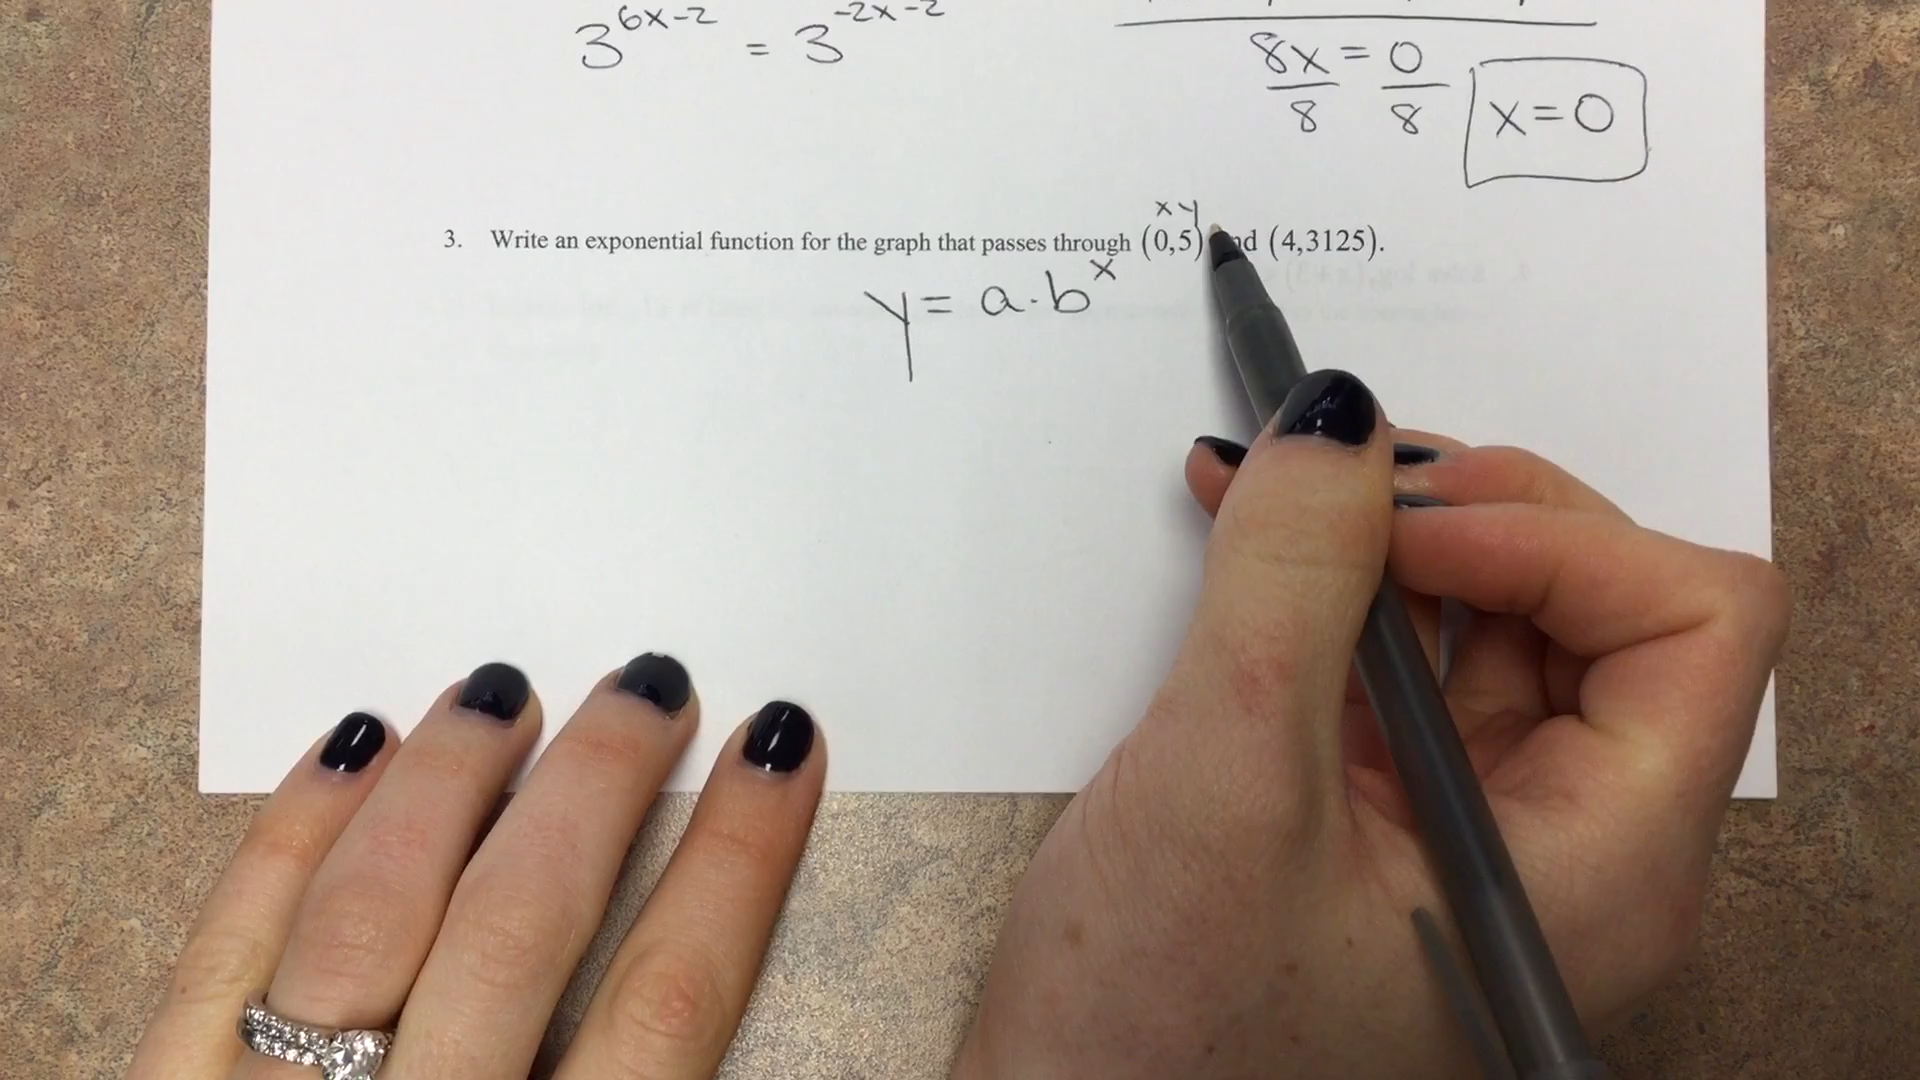 3^{6x-2} = 3^{-2x-2}
8x = 0
8 8
x = 0
x y
3. Write an exponential function for the graph that passes through (0,5) and (4,3125).
y = a · b^x